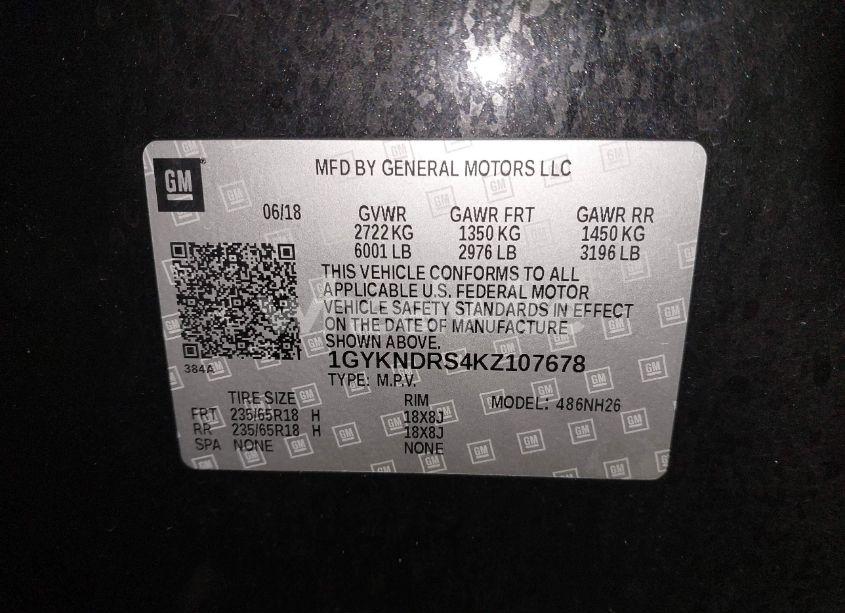 GM
MFD BY GENERAL MOTORS LLC
06/18 GVWR GAWR FRT GAWR RR
2722 KG 1350 KG 1450 KG
6001 LB 2976 LB 3196 LB
THIS VEHICLE CONFORMS TO ALL
APPLICABLE U.S. FEDERAL MOTOR
VEHICLE SAFETY STANDARDS IN EFFECT
ON THE DATE OF MANUFACTURE
SHOWN ABOVE.
384A
1GYKNDRS4KZ107678
TYPE: M.P.V.
TIRE SIZE RIM MODEL: 486NH26
FRT 235/65R18 H 18X8J
RR 235/65R18 H 18X8J
SPA NONE NONE